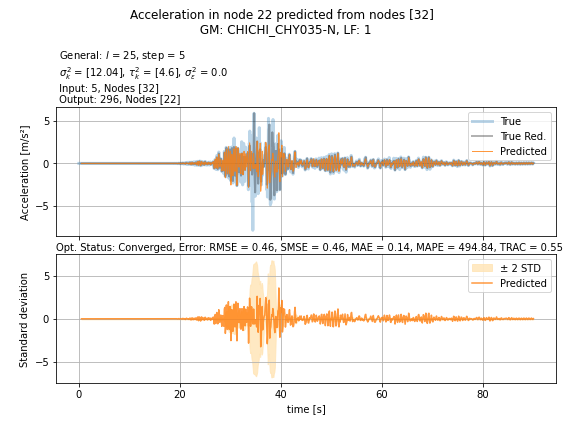 Acceleration in node 22 predicted from nodes [32]
GM: CHICHI_CHY035-N, LF: 1
General: l = 25, step = 5
σ²ₖ = [12.04], τ²ₖ = [4.6], σ²ε = 0.0
Input: 5, Nodes [32]
Output: 296, Nodes [22]
Acceleration [m/s²]
5
0
−5
True
True Red.
Predicted
Opt. Status: Converged, Error: RMSE = 0.46, SMSE = 0.46, MAE = 0.14, MAPE = 494.84, TRAC = 0.55
Standard deviation
5
0
−5
± 2 STD
Predicted
0 20 40 60 80
time [s]